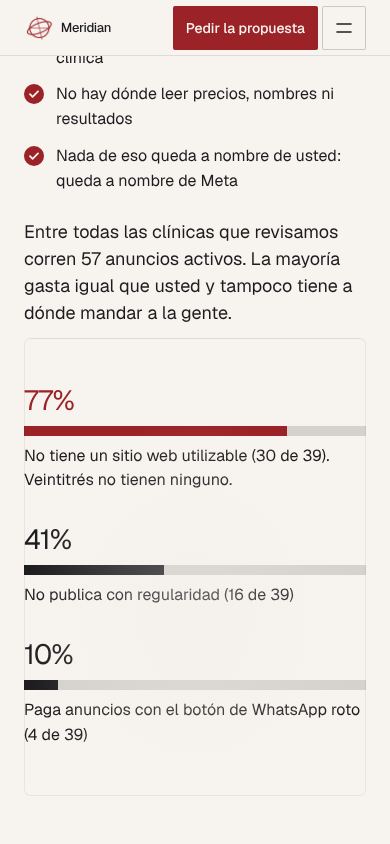 Meridian
Pedir la propuesta
clínica
No hay dónde leer precios, nombres ni
resultados
Nada de eso queda a nombre de usted:
queda a nombre de Meta
Entre todas las clínicas que revisamos
corren 57 anuncios activos. La mayoría
gasta igual que usted y tampoco tiene a
dónde mandar a la gente.
77%
No tiene un sitio web utilizable (30 de 39).
Veintitrés no tienen ninguno.
41%
No publica con regularidad (16 de 39)
10%
Paga anuncios con el botón de WhatsApp roto
(4 de 39)